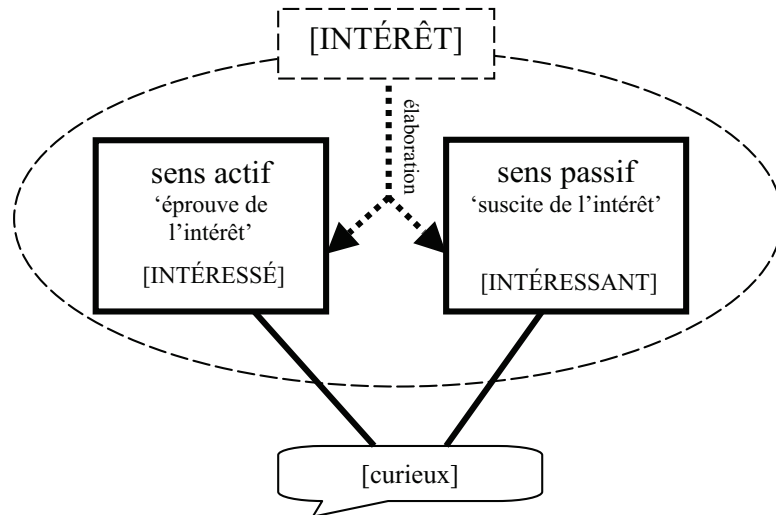 [INTÉRÊT]
élaboration
sens actif
‘éprouve de
l’intérêt’
[INTÉRESSÉ]
sens passif
‘suscite de l’intérêt’
[INTÉRESSANT]
[curieux]